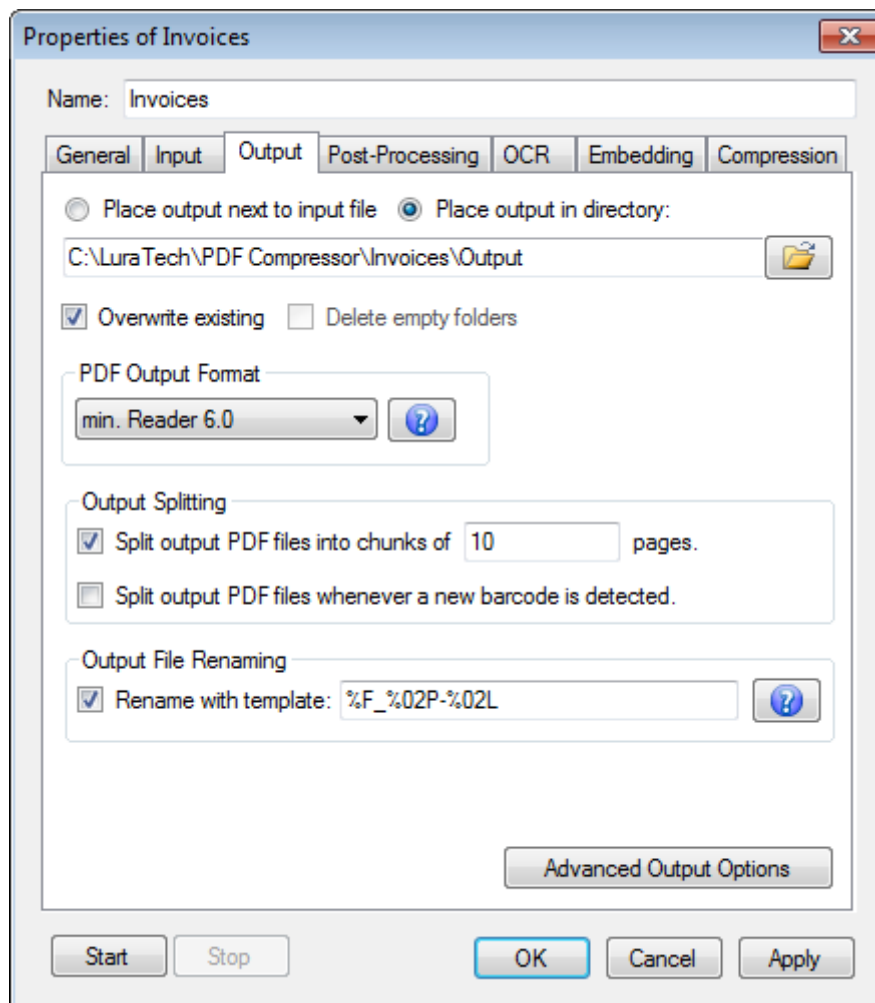 Properties of Invoices
Name: Invoices
General Input Output Post-Processing OCR Embedding Compression
Place output next to input file Place output in directory:
C:\LuraTech\PDF Compressor\Invoices\Output
Overwrite existing Delete empty folders
PDF Output Format
min. Reader 6.0 ?
Output Splitting
Split output PDF files into chunks of 10 pages.
Split output PDF files whenever a new barcode is detected.
Output File Renaming
Rename with template: %F_%02P-%02L ?
Advanced Output Options
Start Stop OK Cancel Apply